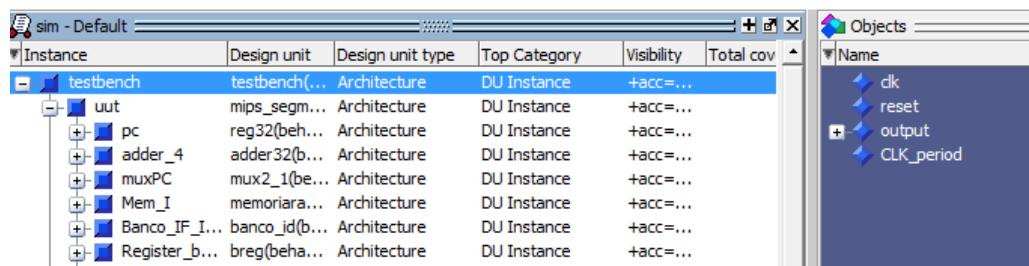 sim - Default
Instance Design unit Design unit type Top Category Visibility Total cov
testbench testbench(... Architecture DU Instance +acc=...
uut mips_segm... Architecture DU Instance +acc=...
pc reg32(beh... Architecture DU Instance +acc=...
adder_4 adder32(b... Architecture DU Instance +acc=...
muxPC mux2_1(be... Architecture DU Instance +acc=...
Mem_I memoriara... Architecture DU Instance +acc=...
Banco_IF_I... banco_id(b... Architecture DU Instance +acc=...
Register_b... breg(beha... Architecture DU Instance +acc=...
Objects
Name
clk
reset
output
CLK_period